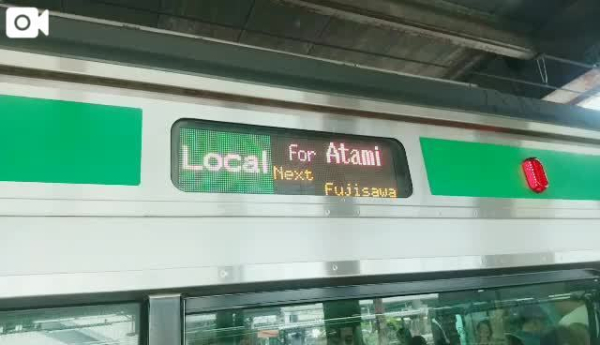 Local for Atami
Next
Fujisawa